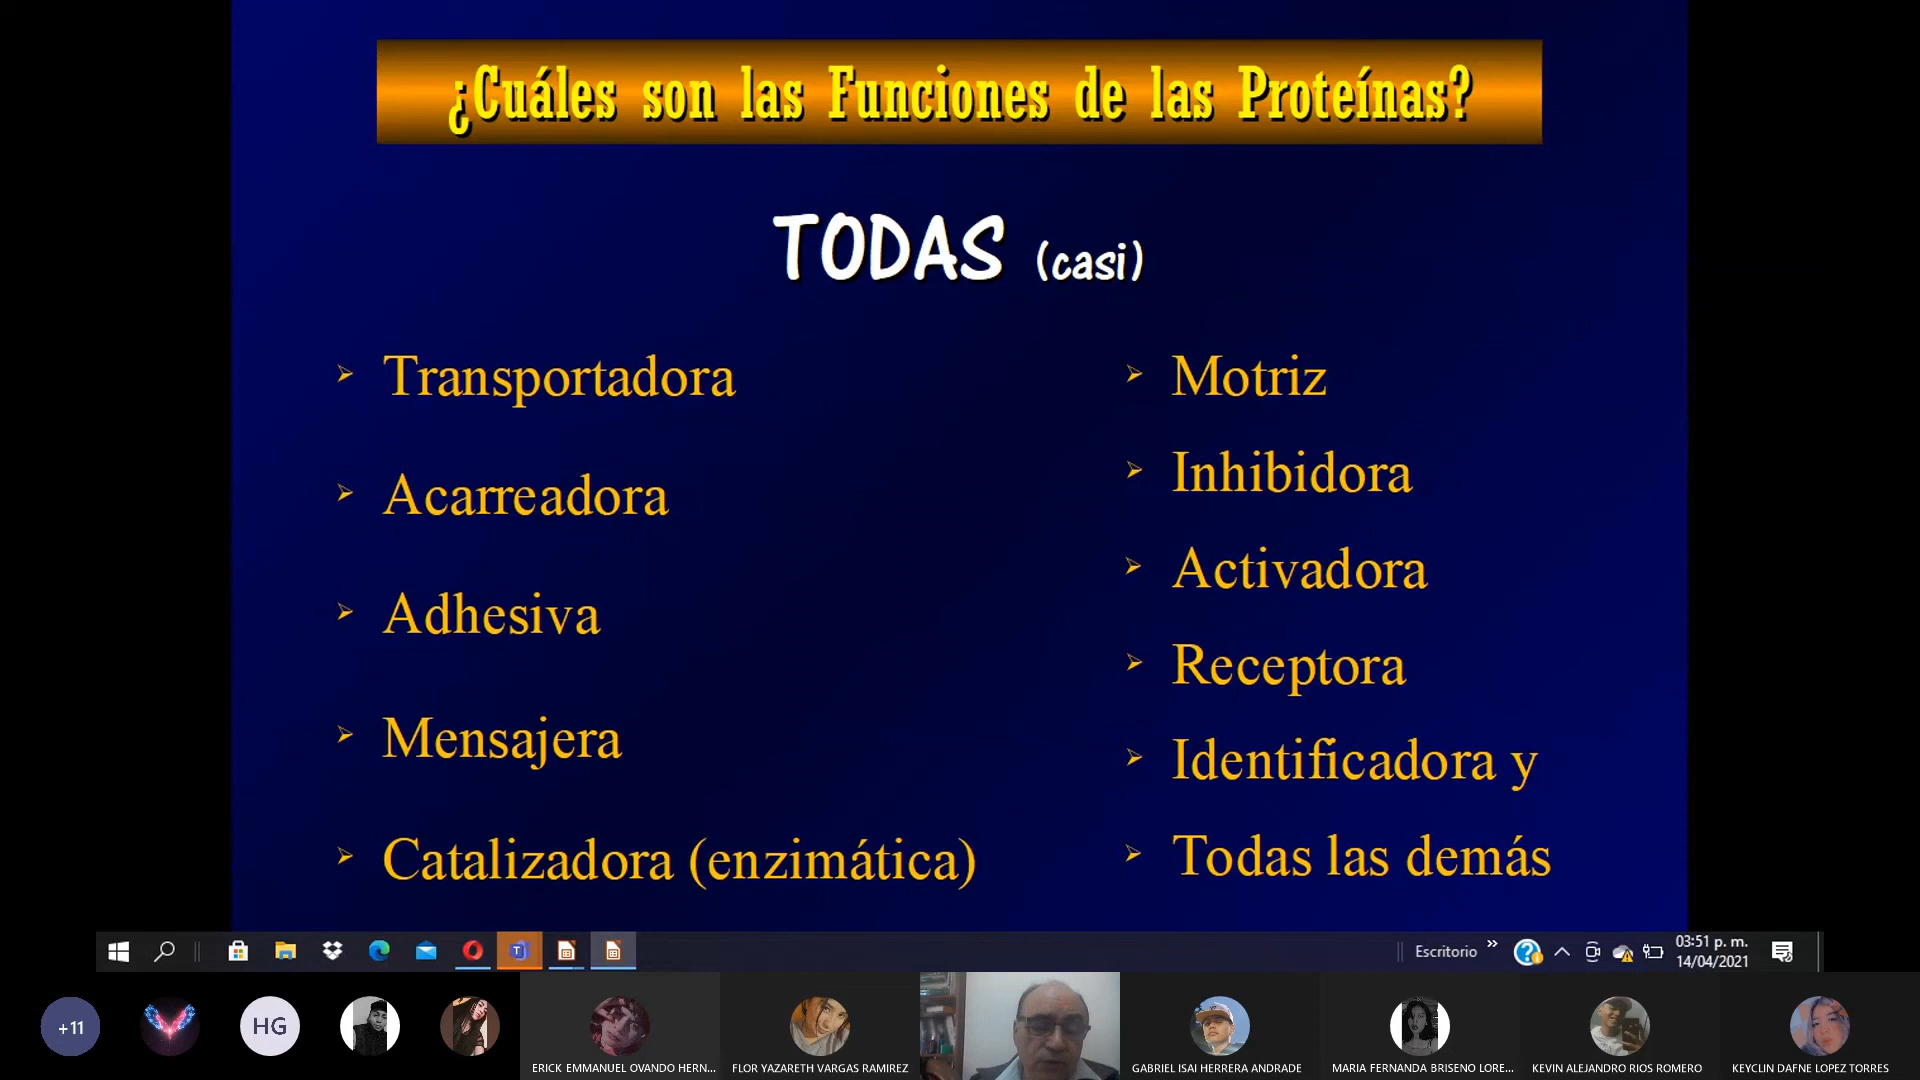 ¿Cuáles son las Funciones de las Proteínas?
TODAS (casi)
Transportadora
Acarreadora
Adhesiva
Mensajera
Catalizadora (enzimática)
Motriz
Inhibidora
Activadora
Receptora
Identificadora y
Todas las demás
Escritorio
03:51 p. m.
14/04/2021
+11
HG
ERICK EMMANUEL OVANDO HERN...
FLOR YAZARETH VARGAS RAMIREZ
GABRIEL ISAI HERRERA ANDRADE
MARIA FERNANDA BRISENO LORE...
KEVIN ALEJANDRO RIOS ROMERO
KEYCLIN DAFNE LOPEZ TORRES